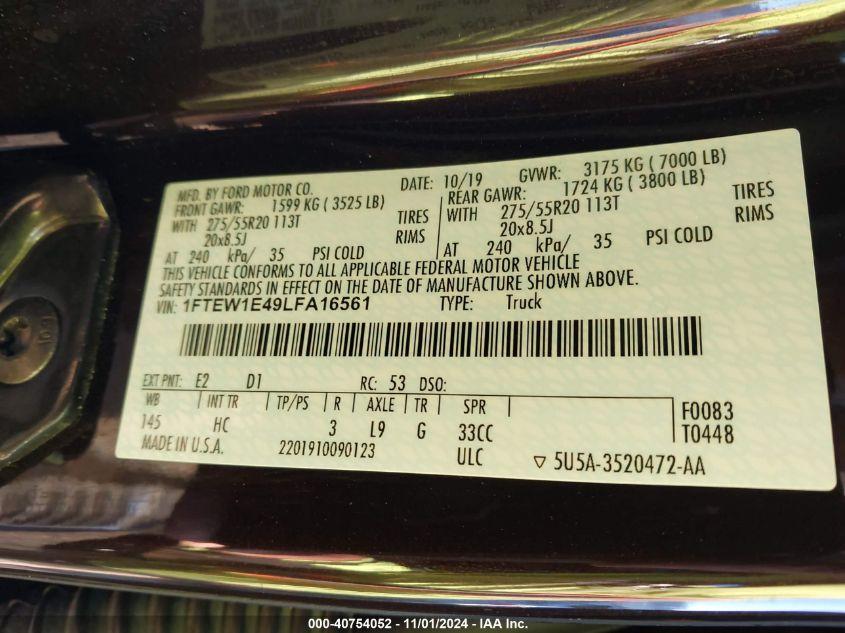 MFD. BY FORD MOTOR CO.
DATE: 10/19 GVWR: 3175 KG ( 7000 LB)
FRONT GAWR: 1599 KG ( 3525 LB)
WITH 275/55R20 113T TIRES
20x8.5J RIMS
AT 240 kPa/ 35 PSI COLD
REAR GAWR: 1724 KG ( 3800 LB)
WITH 275/55R20 113T TIRES
20x8.5J RIMS
AT 240 kPa/ 35 PSI COLD
THIS VEHICLE CONFORMS TO ALL APPLICABLE FEDERAL MOTOR VEHICLE
SAFETY STANDARDS IN EFFECT ON THE DATE OF MANUFACTURE SHOWN ABOVE.
VIN: 1FTEW1E49LFA16561 TYPE: Truck
EXT PNT: E2 D1 RC: 53 DSO:
WB INT TR TP/PS R AXLE TR SPR
145 HC 3 L9 G 33CC
F0083
T0448
MADE IN U.S.A. 2201910090123 ULC ▽ 5U5A-3520472-AA
000-40754052 - 11/01/2024 - IAA Inc.